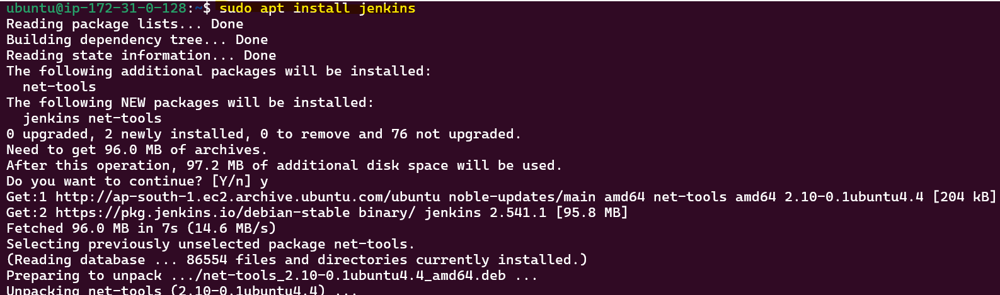 ubuntu@ip-172-31-0-128:~$ sudo apt install jenkins
Reading package lists... Done
Building dependency tree... Done
Reading state information... Done
The following additional packages will be installed:
  net-tools
The following NEW packages will be installed:
  jenkins net-tools
0 upgraded, 2 newly installed, 0 to remove and 76 not upgraded.
Need to get 96.0 MB of archives.
After this operation, 97.2 MB of additional disk space will be used.
Do you want to continue? [Y/n] y
Get:1 http://ap-south-1.ec2.archive.ubuntu.com/ubuntu noble-updates/main amd64 net-tools amd64 2.10-0.1ubuntu4.4 [204 kB]
Get:2 https://pkg.jenkins.io/debian-stable binary/ jenkins 2.541.1 [95.8 MB]
Fetched 96.0 MB in 7s (14.6 MB/s)
Selecting previously unselected package net-tools.
(Reading database ... 86554 files and directories currently installed.)
Preparing to unpack .../net-tools_2.10-0.1ubuntu4.4_amd64.deb ...
Unpacking net-tools (2.10-0.1ubuntu4.4) ...